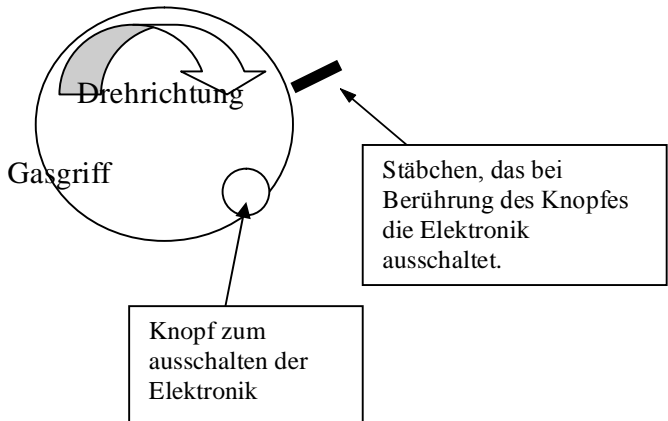 Drehrichtung
Gasgriff
Stäbchen, das bei
Berührung des Knopfes
die Elektronik
ausschaltet.
Knopf zum
ausschalten der
Elektronik